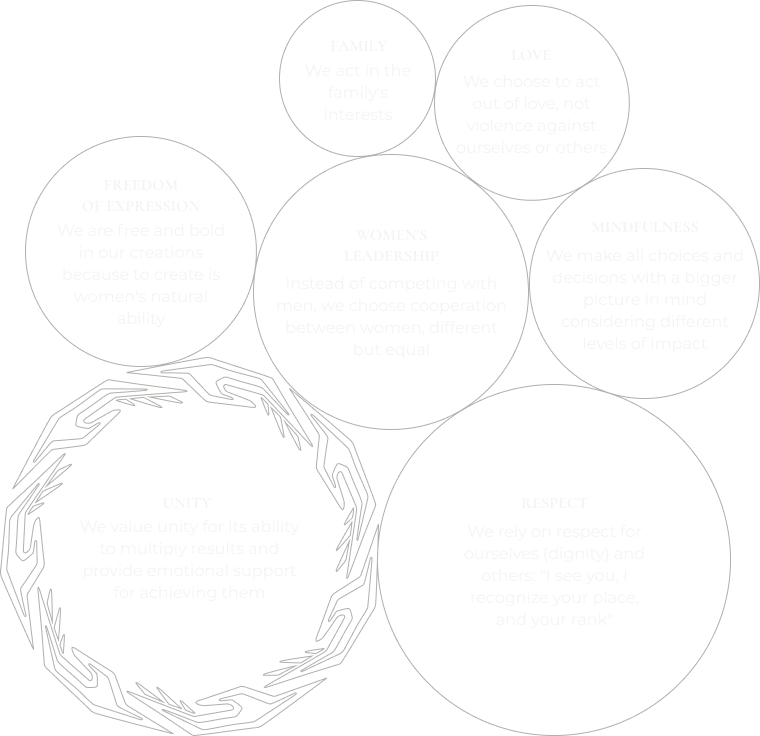 FAMILY
We act in the
family's
interests
LOVE
We choose to act
out of love, not
violence against
ourselves or others
FREEDOM
OF EXPRESSION
We are free and bold
in our creations
because to create is
women's natural
ability
WOMEN'S
LEADERSHIP
Instead of competing with
men, we choose cooperation
between women, different
but equal
MINDFULNESS
We make all choices and
decisions with a bigger
picture in mind
considering different
levels of impact
UNITY
We value unity for its ability
to multiply results and
provide emotional support
for achieving them
RESPECT
We rely on respect for
ourselves (dignity) and
others: "I see you, I
recognize your place,
and your rank"